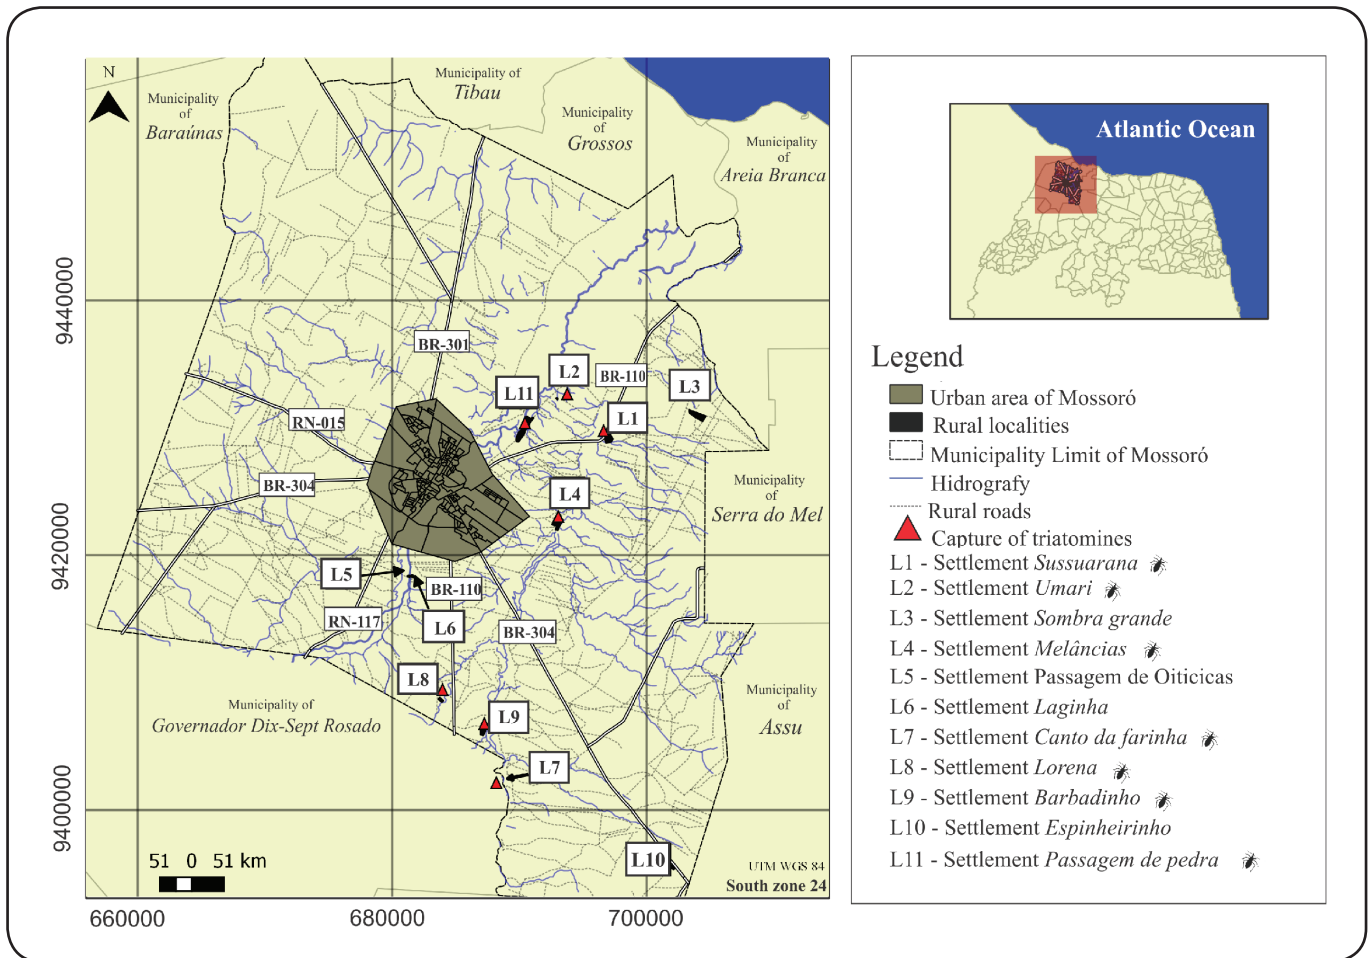 N
Municipality
of
Baraúnas
Municipality of
Tibau
Municipality
of
Grossos
Municipality
of
Areia Branca
9440000
BR-301
L2
BR-110
L3
L11
L1
RN-015
BR-304
L4
Municipality
of
Serra do Mel
9420000
L5
BR-110
RN-117
L6
BR-304
L8
Municipality of
Governador Dix-Sept Rosado
L9
Municipality
of
Assu
L7
9400000
L10
51 0 51 km
UTM WGS 84
South zone 24
660000
680000
700000
Atlantic Ocean
Legend
Urban area of Mossoró
Rural localities
Municipality Limit of Mossoró
Hidrografy
Rural roads
Capture of triatomines
L1 - Settlement Sussuarana
L2 - Settlement Umari
L3 - Settlement Sombra grande
L4 - Settlement Melâncias
L5 - Settlement Passagem de Oiticicas
L6 - Settlement Laginha
L7 - Settlement Canto da farinha
L8 - Settlement Lorena
L9 - Settlement Barbadinho
L10 - Settlement Espinheirinho
L11 - Settlement Passagem de pedra